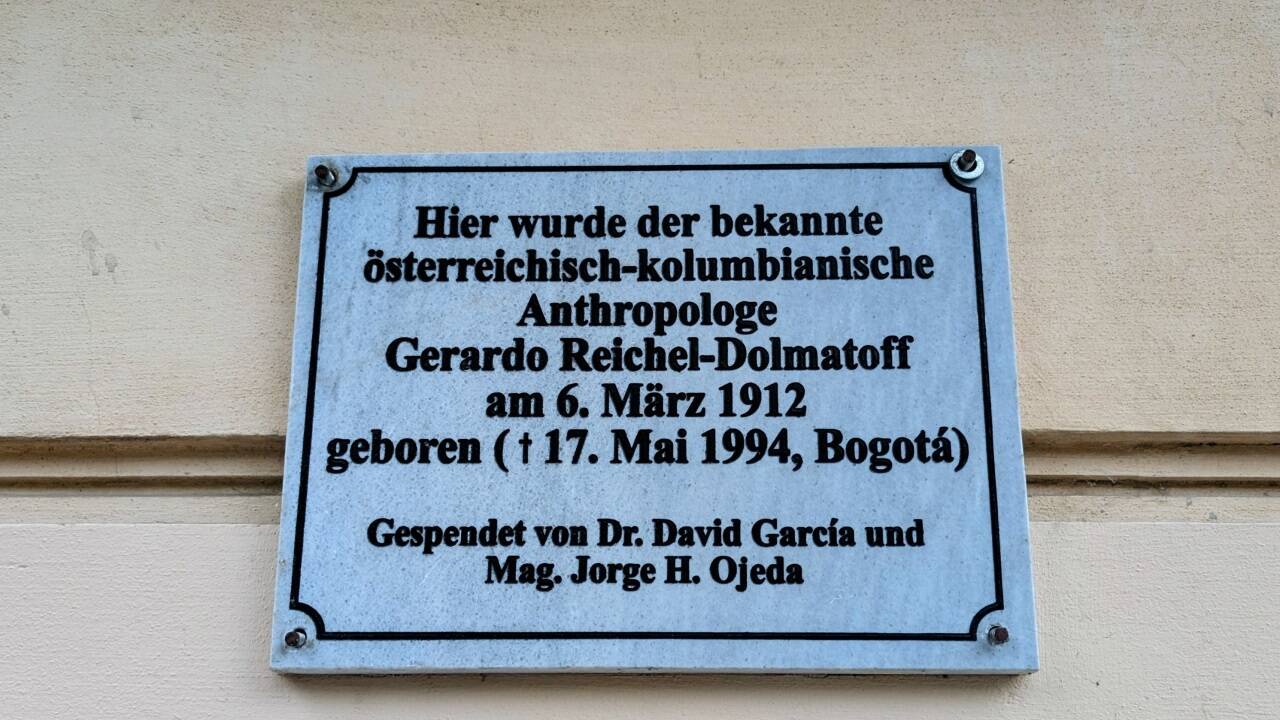 Hier wurde der bekannte
österreichisch-kolumbianische
Anthropologe
Gerardo Reichel-Dolmatoff
am 6. März 1912
geboren ( † 17. Mai 1994, Bogotá)
Gespendet von Dr. David García und
Mag. Jorge H. Ojeda